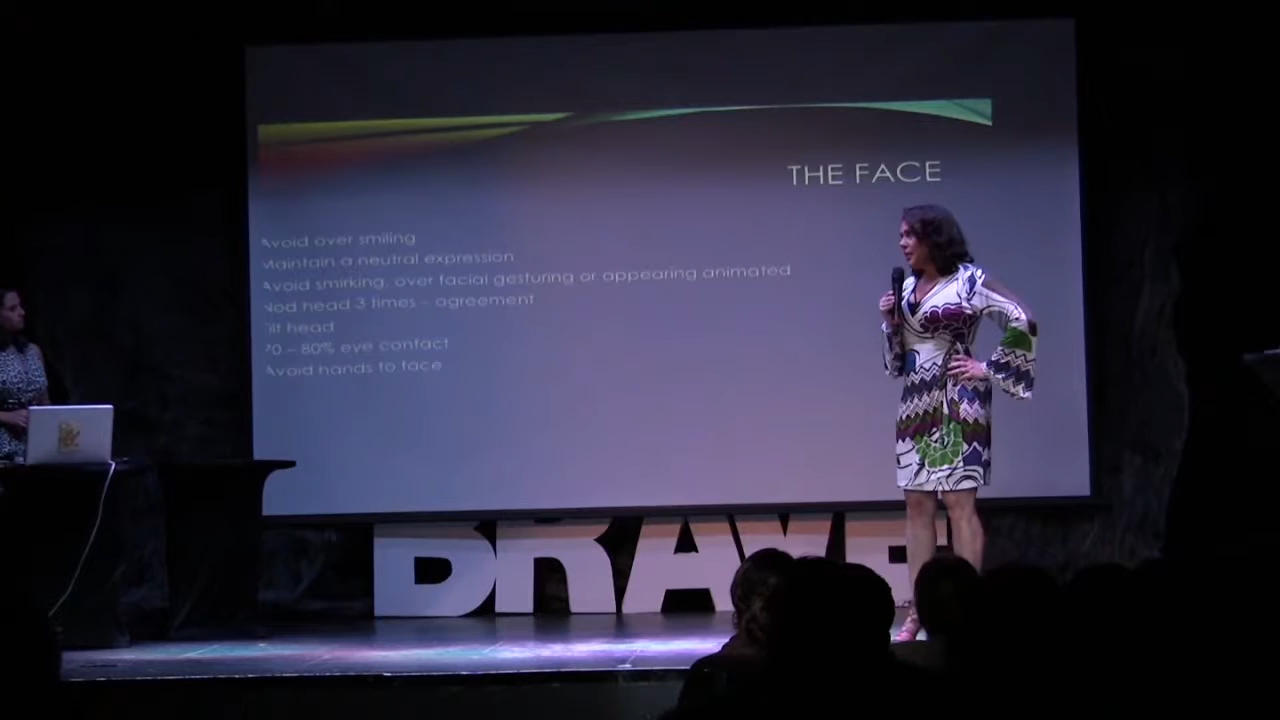 THE FACE
Avoid over smiling
Maintain a neutral expression
Avoid smirking, over facial gesturing or appearing animated
Nod head 3 times – agreement
Tilt head
70 – 80% eye contact
Avoid hands to face
BRAVE